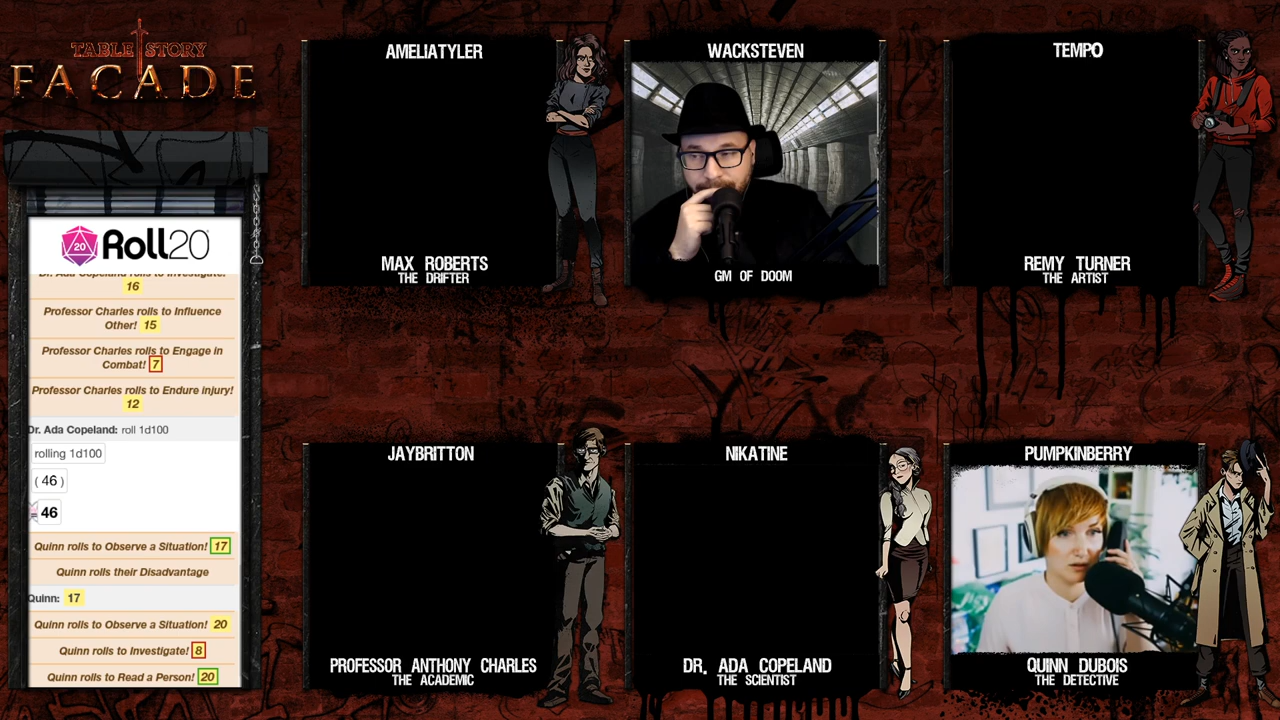 TABLE STORY
FACADE
Roll20
20
Dr. Ada Copeland rolls to Investigate!
16
Professor Charles rolls to Influence
Other! 15
Professor Charles rolls to Engage in
Combat! 7
Professor Charles rolls to Endure injury!
12
Dr. Ada Copeland: roll 1d100
rolling 1d100
( 46 )
46
Quinn rolls to Observe a Situation! 17
Quinn rolls their Disadvantage
Quinn: 17
Quinn rolls to Observe a Situation! 20
Quinn rolls to Investigate! 8
Quinn rolls to Read a Person! 20
AMELIATYLER
MAX ROBERTS
THE DRIFTER
WACKSTEVEN
GM OF DOOM
TEMPO
REMY TURNER
THE ARTIST
JAYBRITTON
PROFESSOR ANTHONY CHARLES
THE ACADEMIC
NIKATINE
DR. ADA COPELAND
THE SCIENTIST
PUMPKINBERRY
QUINN DUBOIS
THE DETECTIVE